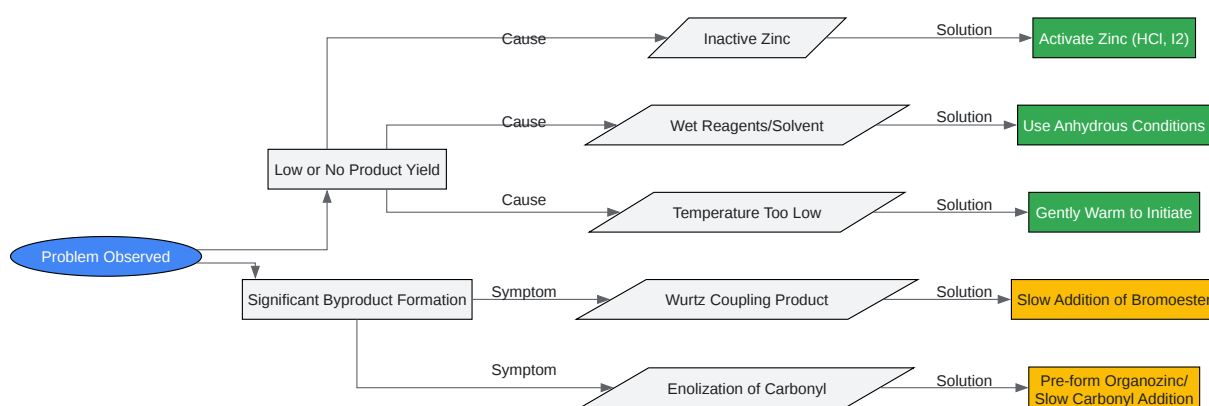 Cause
Inactive Zinc
Solution
Activate Zinc (HCl, I2)
Cause
Wet Reagents/Solvent
Solution
Use Anhydrous Conditions
Low or No Product Yield
Cause
Temperature Too Low
Solution
Gently Warm to Initiate
Problem Observed
Significant Byproduct Formation
Symptom
Wurtz Coupling Product
Solution
Slow Addition of Bromoester
Symptom
Enolization of Carbonyl
Solution
Pre-form Organozinc/
Slow Carbonyl Addition